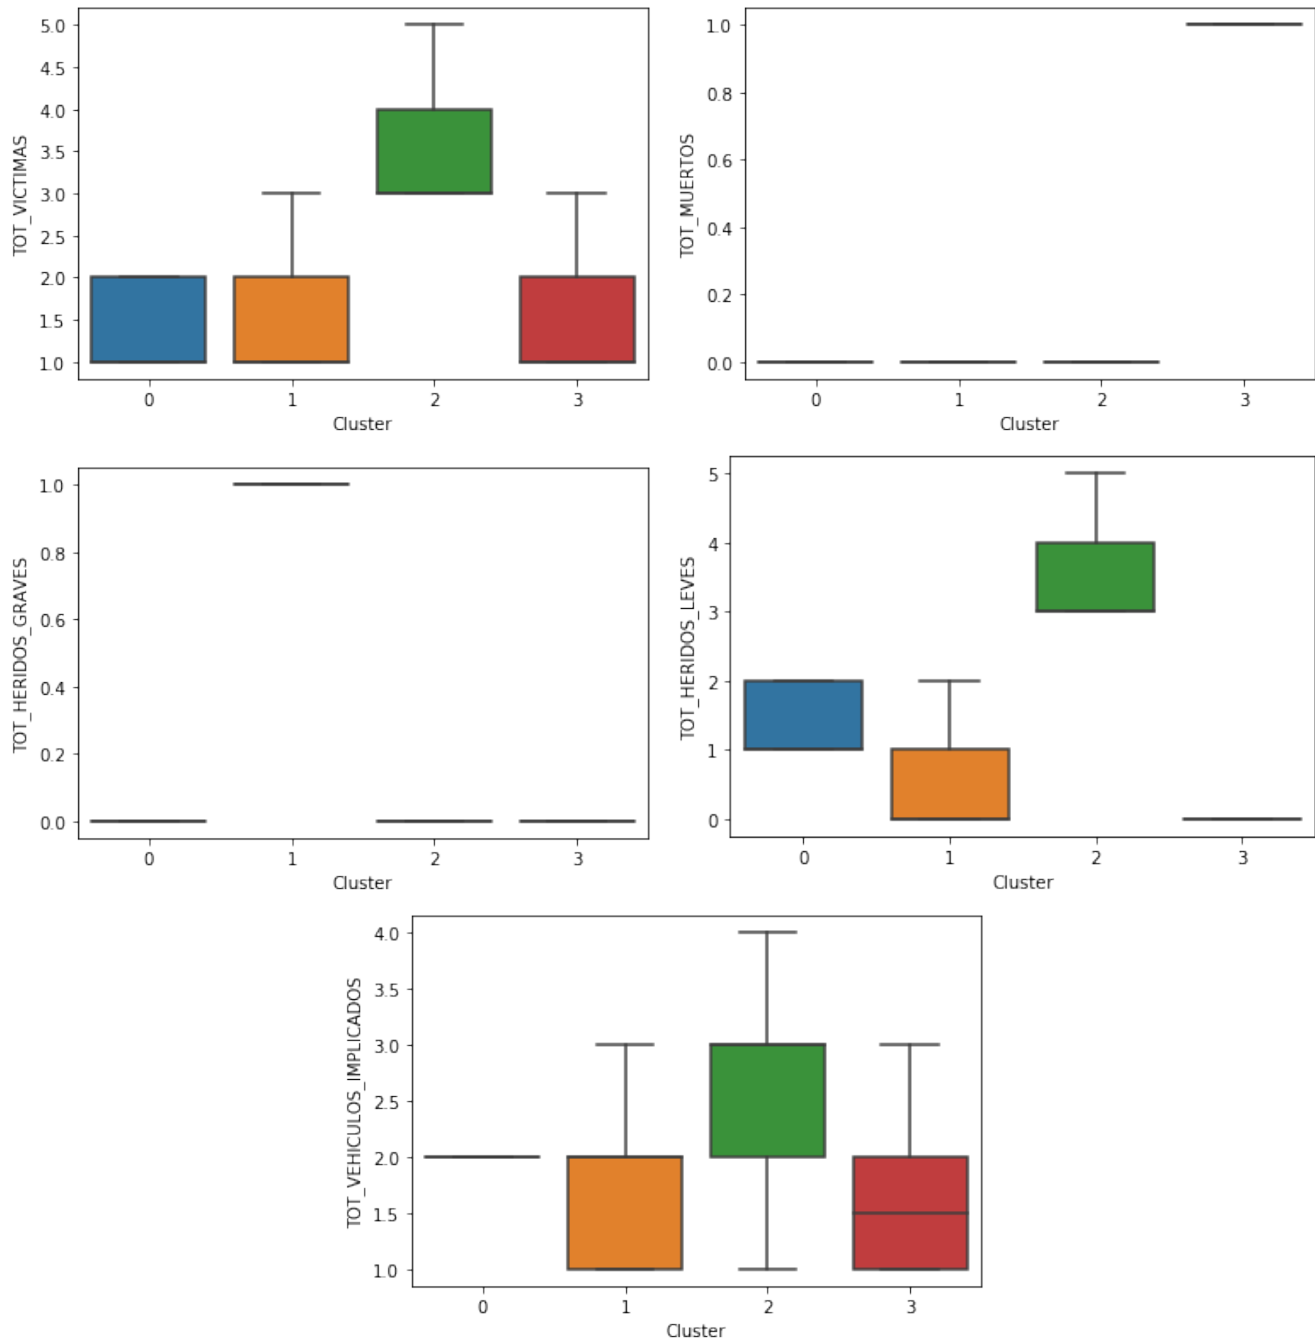 5.0
4.5
4.0
3.5
3.0
2.5
2.0
1.5
1.0
TOT_VICTIMAS
0 1 2 3
Cluster
1.0
0.8
0.6
0.4
0.2
0.0
TOT_MUERTOS
0 1 2 3
Cluster
1.0
0.8
0.6
0.4
0.2
0.0
TOT_HERIDOS_GRAVES
0 1 2 3
Cluster
5
4
3
2
1
0
TOT_HERIDOS_LEVES
0 1 2 3
Cluster
4.0
3.5
3.0
2.5
2.0
1.5
1.0
TOT_VEHICULOS_IMPLICADOS
0 1 2 3
Cluster